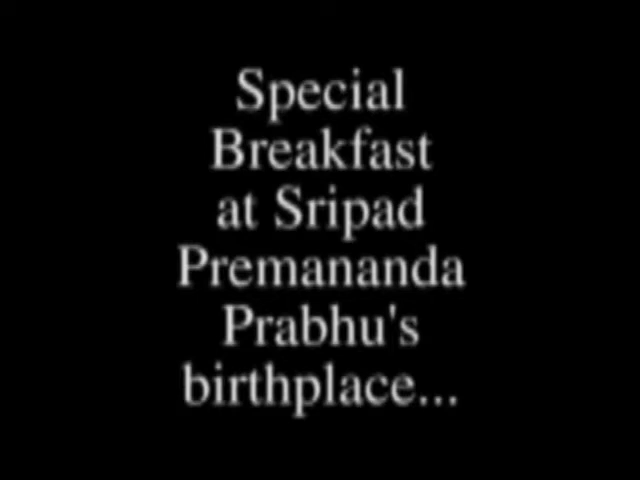 Special
Breakfast
at Sripad
Premananda
Prabhu's
birthplace...